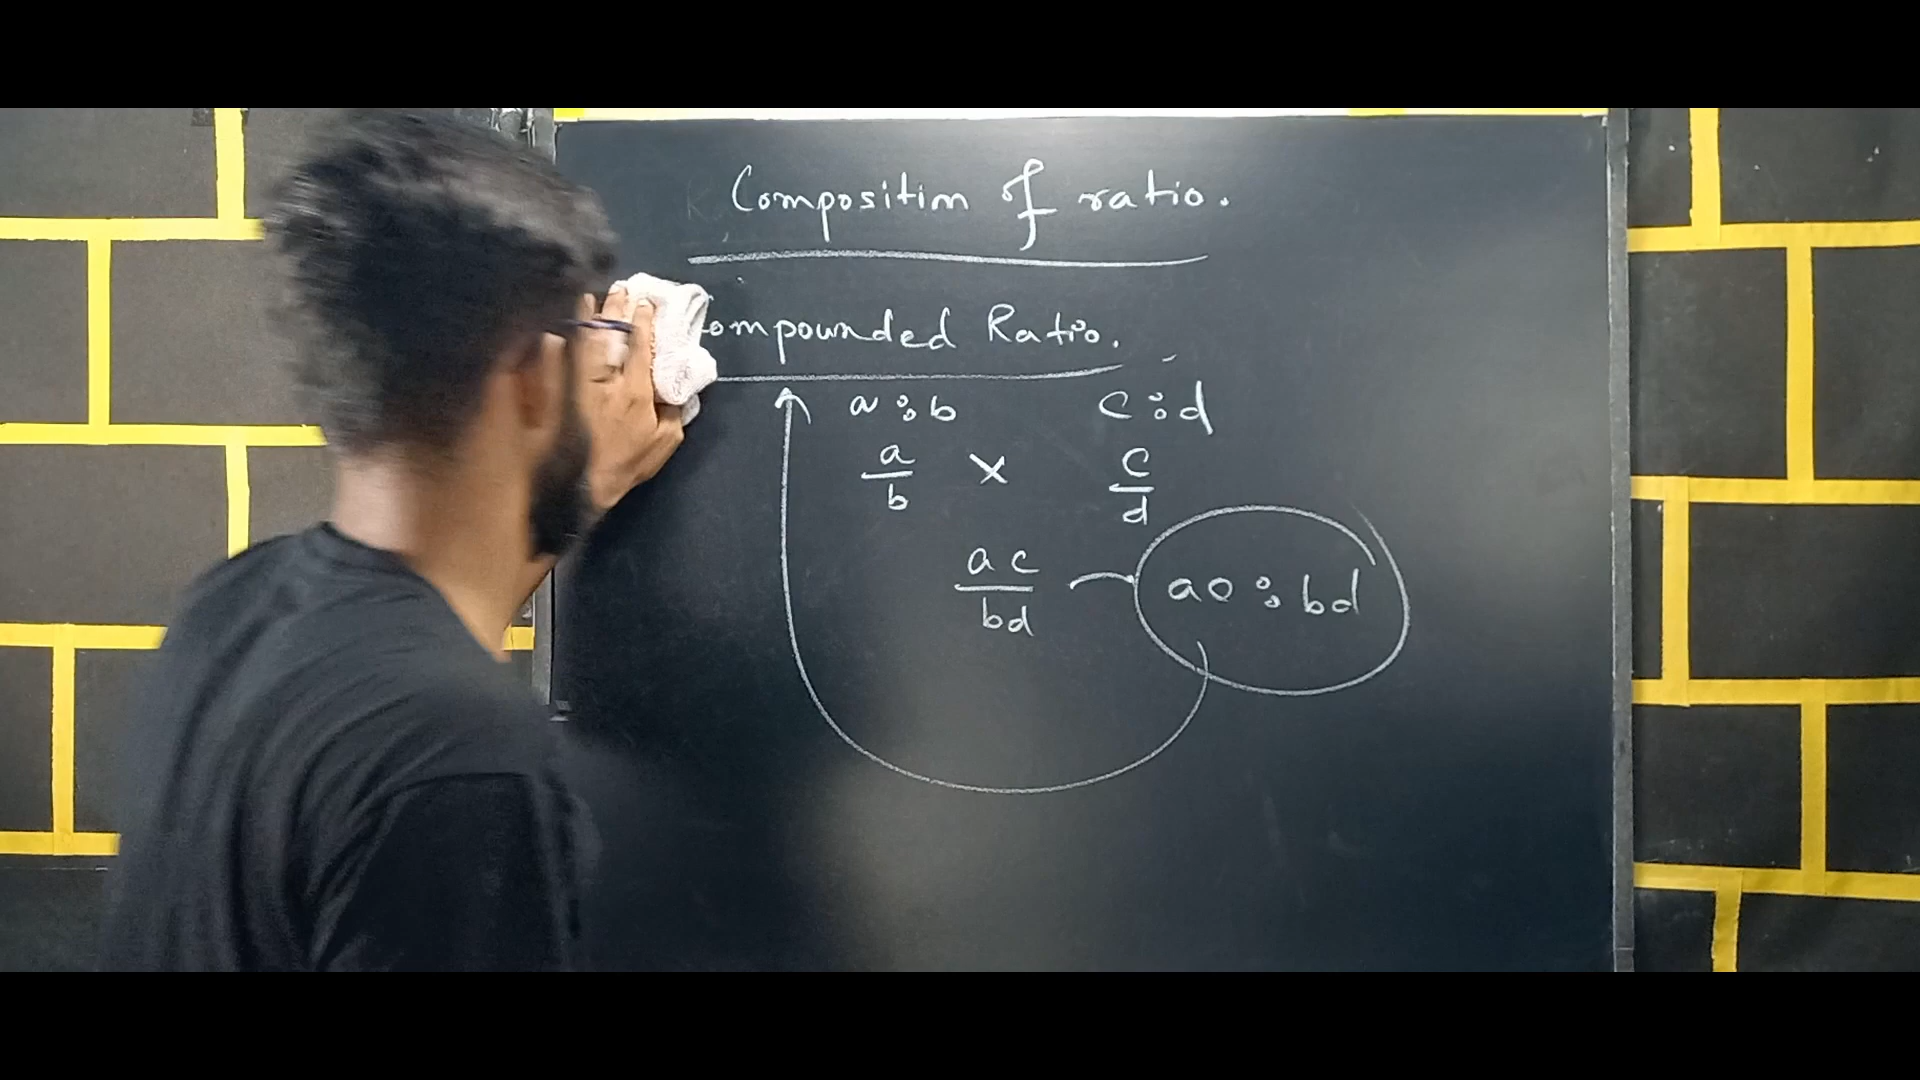 Composition of ratio.
ompounded Ratio.
a : b c : d
a/b × c/d
ac/bd ac : bd